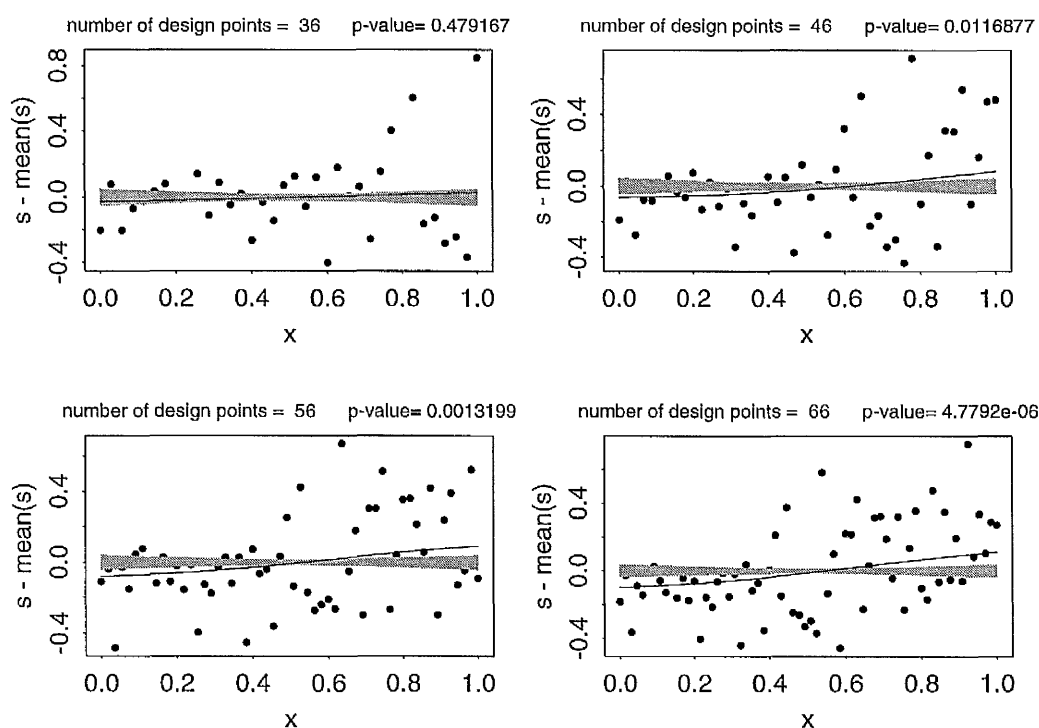 number of design points = 36 p-value= 0.479167
s - mean(s)
0.8
0.4
0.0
-0.4
0.0 0.2 0.4 0.6 0.8 1.0
x
number of design points = 46 p-value= 0.0116877
s - mean(s)
0.4
0.0
-0.4
0.0 0.2 0.4 0.6 0.8 1.0
x
number of design points = 56 p-value= 0.0013199
s - mean(s)
0.4
0.0
-0.4
0.0 0.2 0.4 0.6 0.8 1.0
x
number of design points = 66 p-value= 4.7792e-06
s - mean(s)
0.4
0.0
-0.4
0.0 0.2 0.4 0.6 0.8 1.0
x